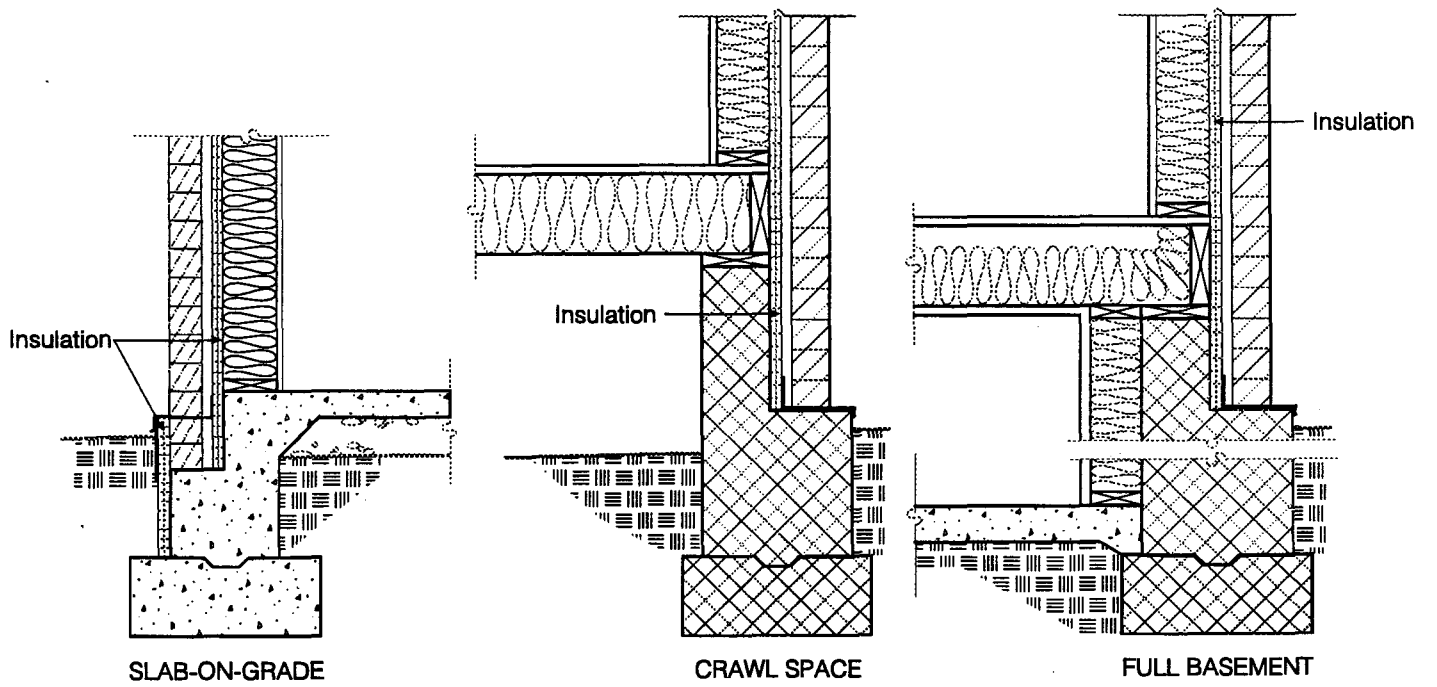 Insulation
Insulation
Insulation
SLAB-ON-GRADE
CRAWL SPACE
FULL BASEMENT